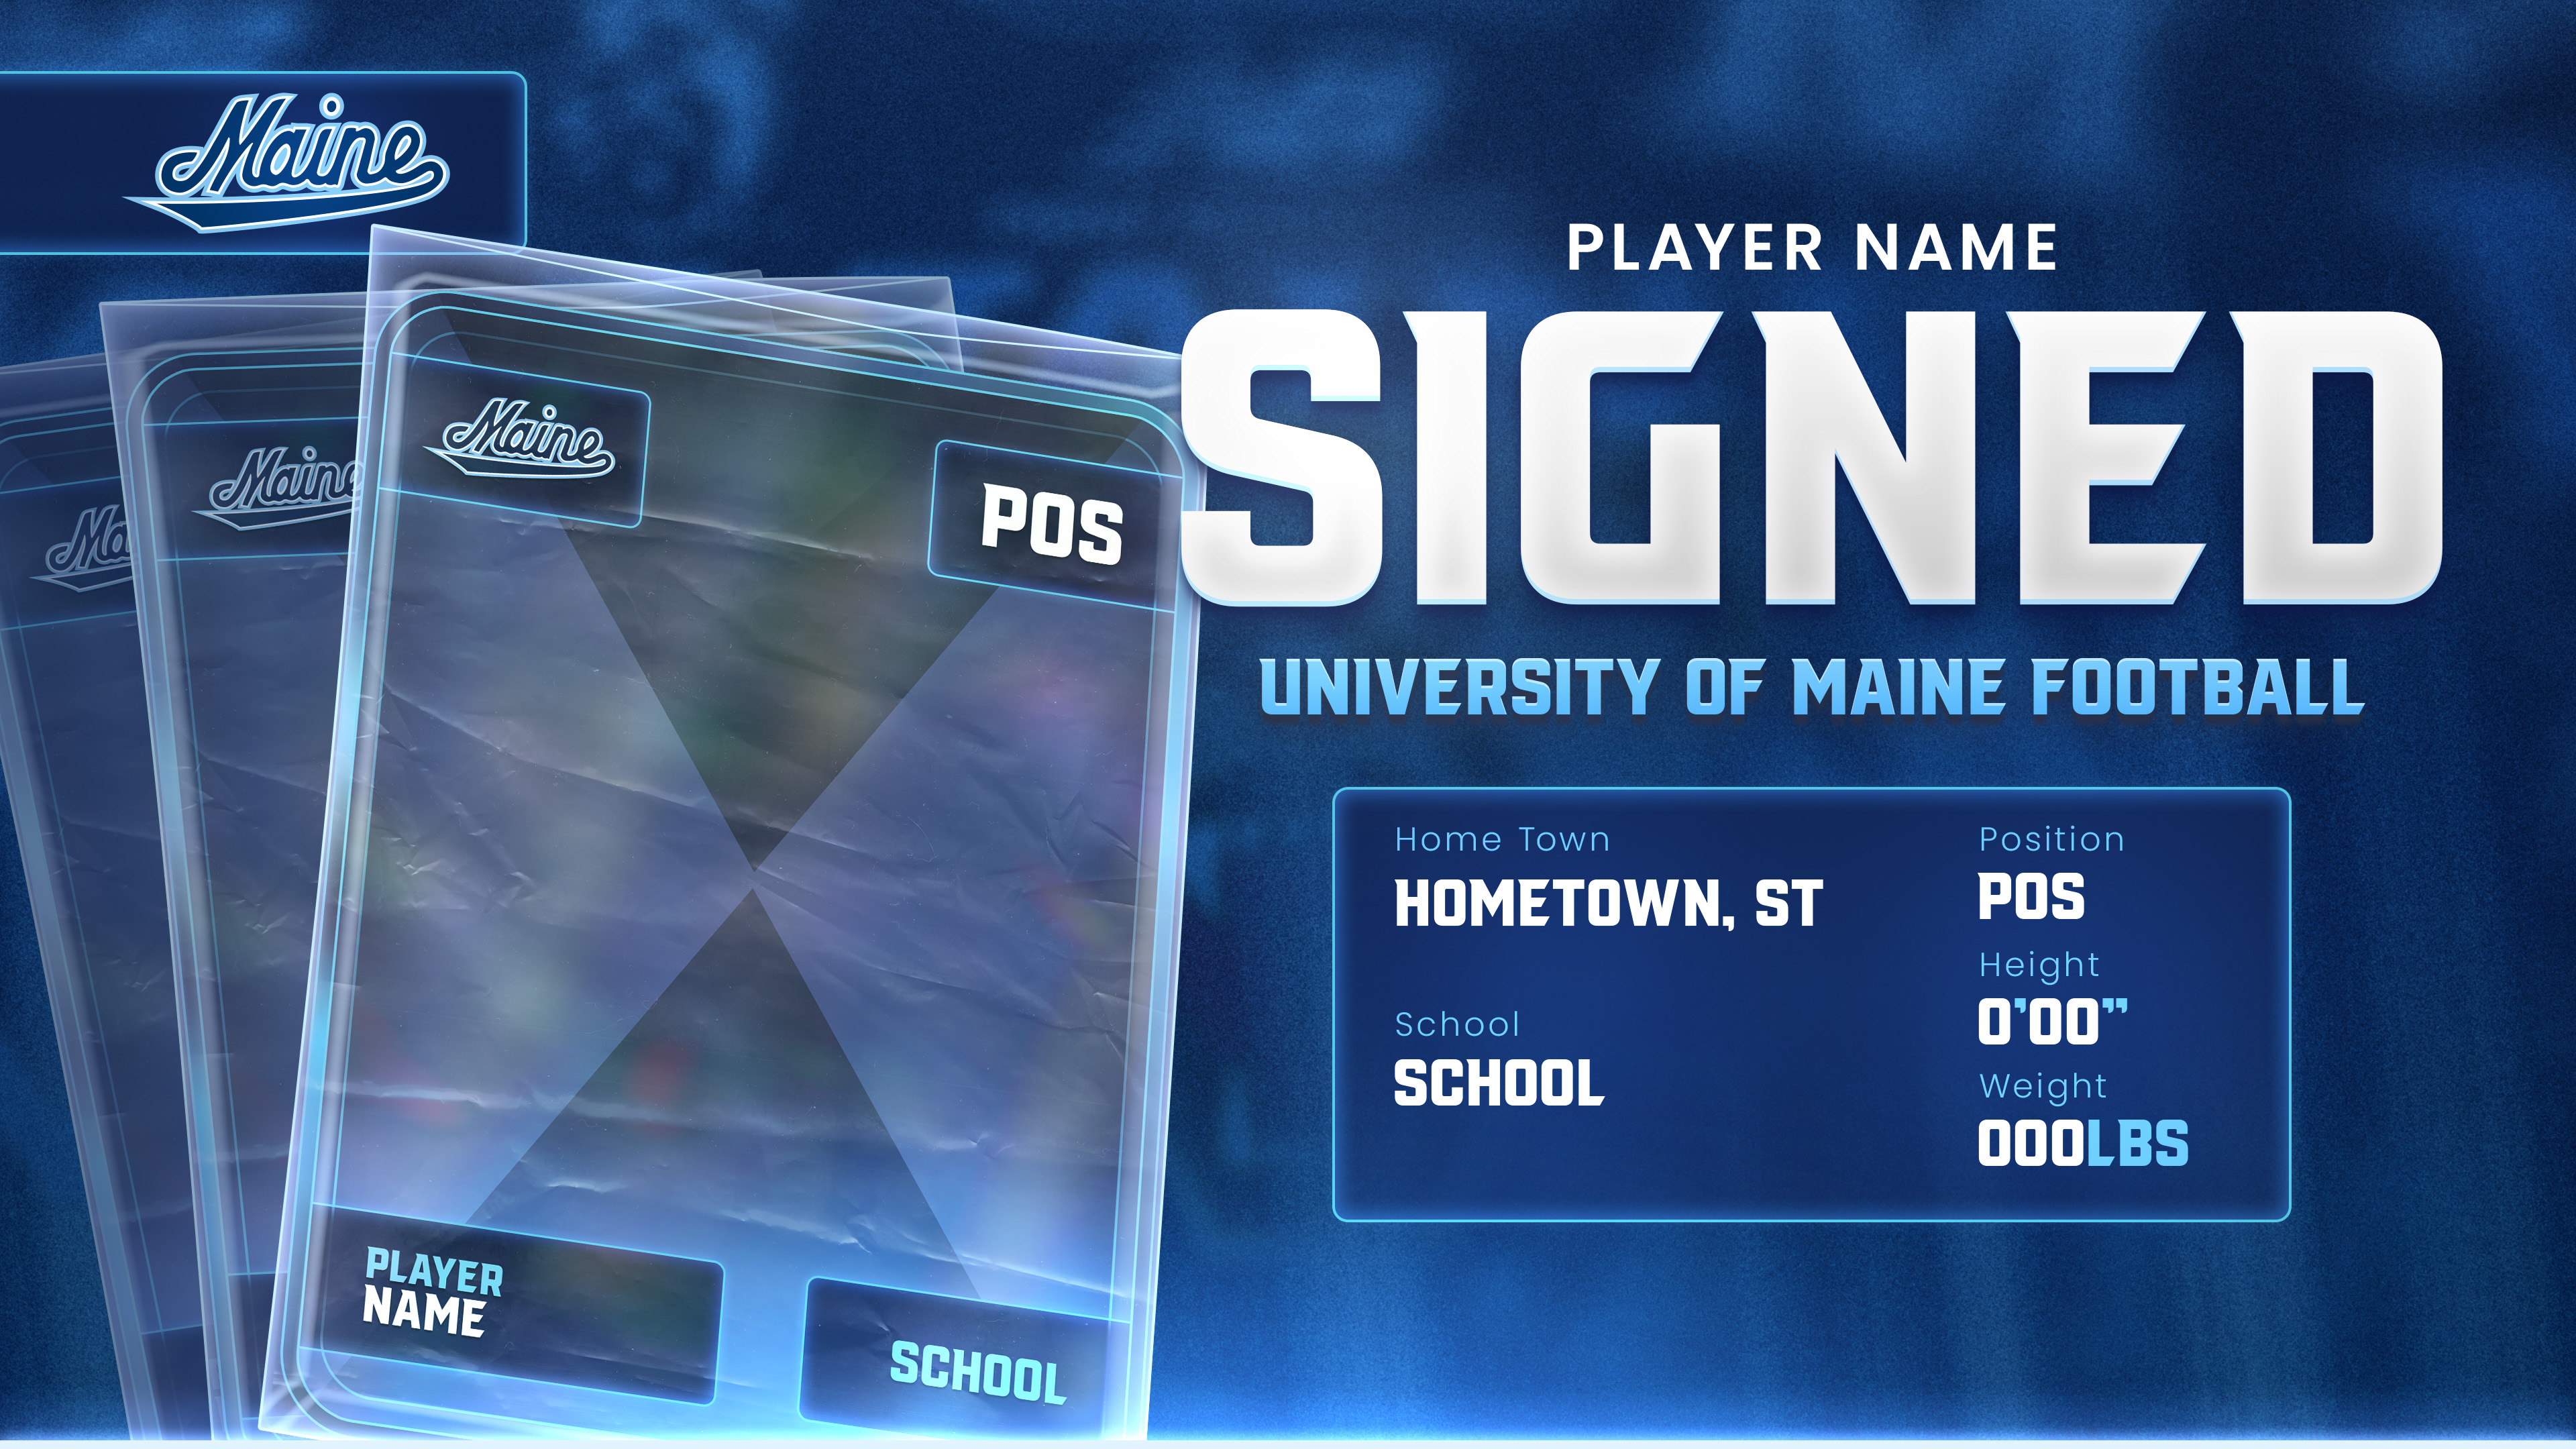 Maine
PLAYER NAME
SIGNED
UNIVERSITY OF MAINE FOOTBALL
Home Town
HOMETOWN, ST
School
SCHOOL
Position
POS
Height
0’00”
Weight
000LBS
Maine
POS
PLAYER
NAME
SCHOOL
Maine
Ma